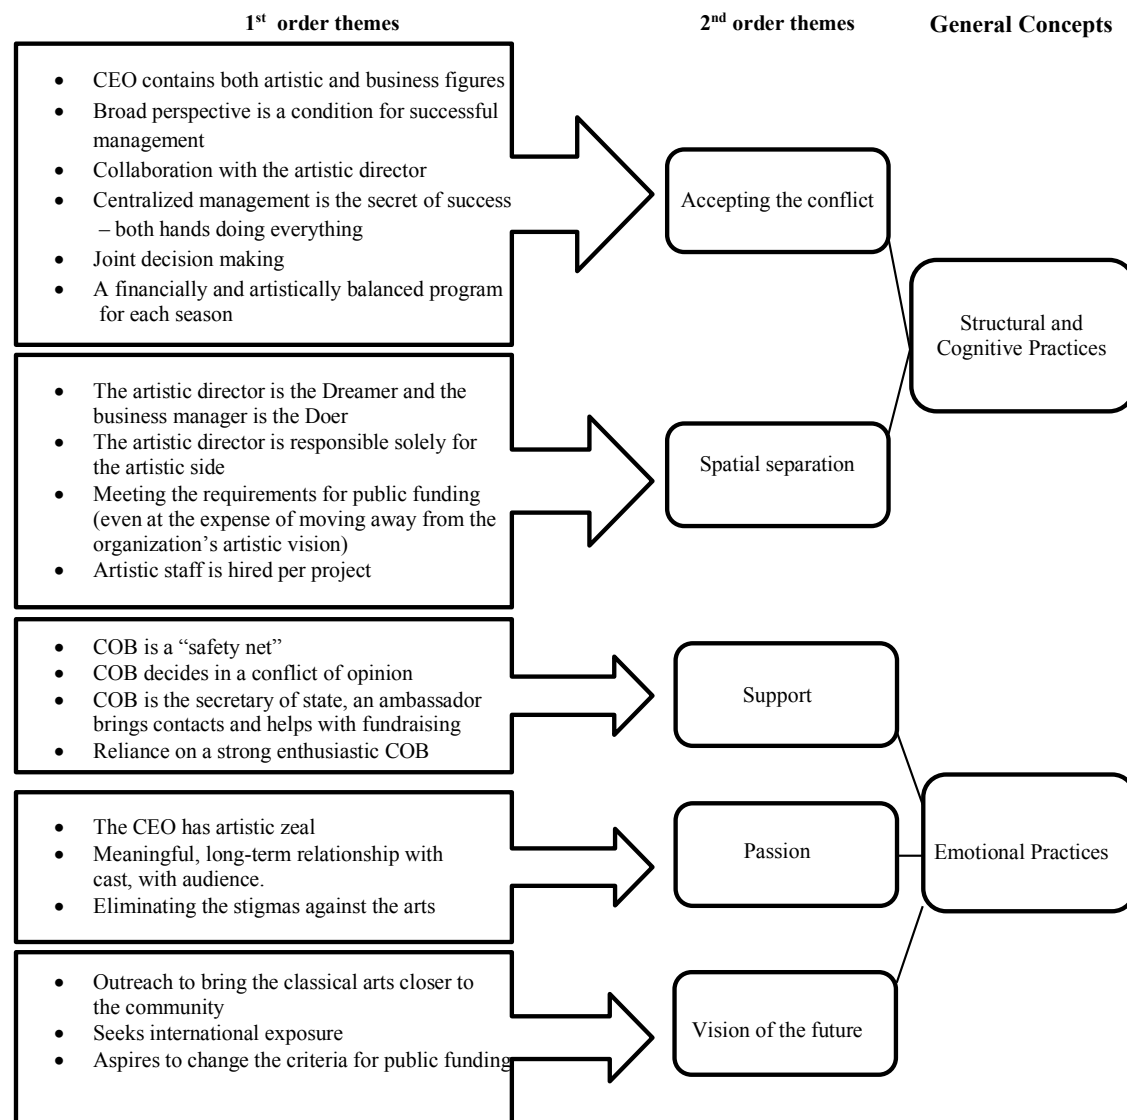 1st order themes
2nd order themes
General Concepts
• CEO contains both artistic and business figures
• Broad perspective is a condition for successful
management
• Collaboration with the artistic director
• Centralized management is the secret of success
– both hands doing everything
• Joint decision making
• A financially and artistically balanced program
for each season
Accepting the conflict
Structural and
Cognitive Practices
• The artistic director is the Dreamer and the
business manager is the Doer
• The artistic director is responsible solely for
the artistic side
• Meeting the requirements for public funding
(even at the expense of moving away from the
organization’s artistic vision)
• Artistic staff is hired per project
Spatial separation
• COB is a “safety net”
• COB decides in a conflict of opinion
• COB is the secretary of state, an ambassador
brings contacts and helps with fundraising
• Reliance on a strong enthusiastic COB
Support
• The CEO has artistic zeal
• Meaningful, long-term relationship with
cast, with audience.
• Eliminating the stigmas against the arts
Passion
Emotional Practices
• Outreach to bring the classical arts closer to
the community
• Seeks international exposure
• Aspires to change the criteria for public funding
Vision of the future